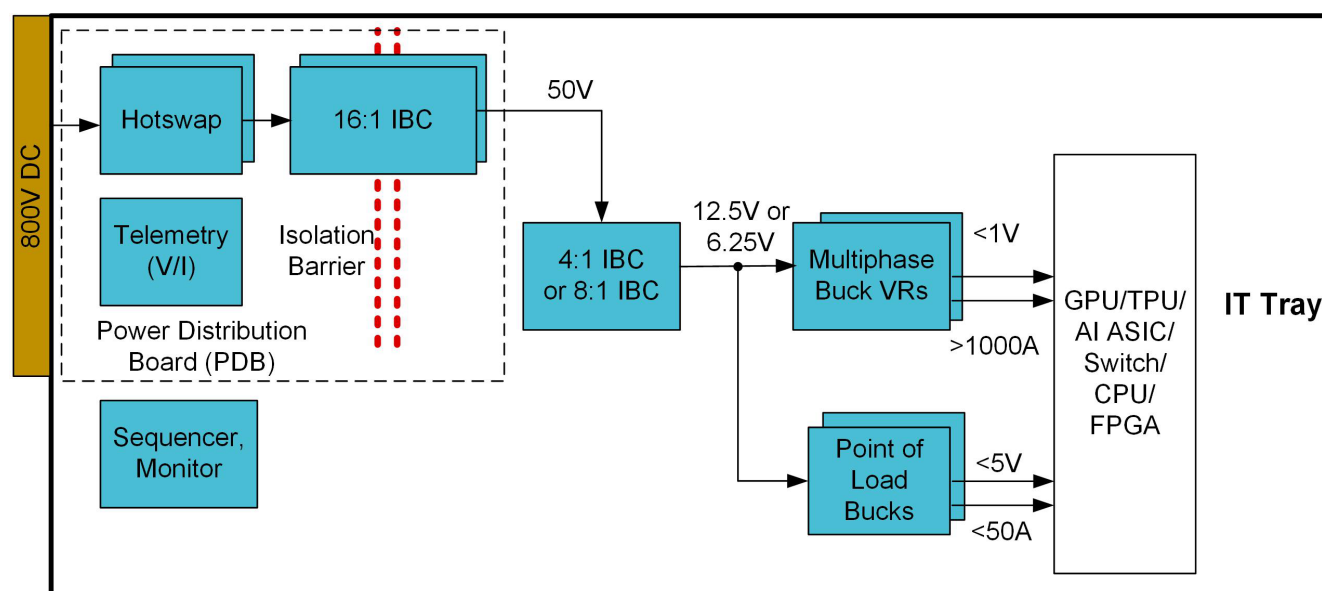 800V DC
Hotswap
16:1 IBC
50V
Telemetry
(V/I)
Isolation
Barrier
Power Distribution
Board (PDB)
Sequencer,
Monitor
4:1 IBC
or 8:1 IBC
12.5V or
6.25V
Multiphase
Buck VRs
<1V
>1000A
Point of
Load
Bucks
<5V
<50A
GPU/TPU/
AI ASIC/
Switch/
CPU/
FPGA
IT Tray